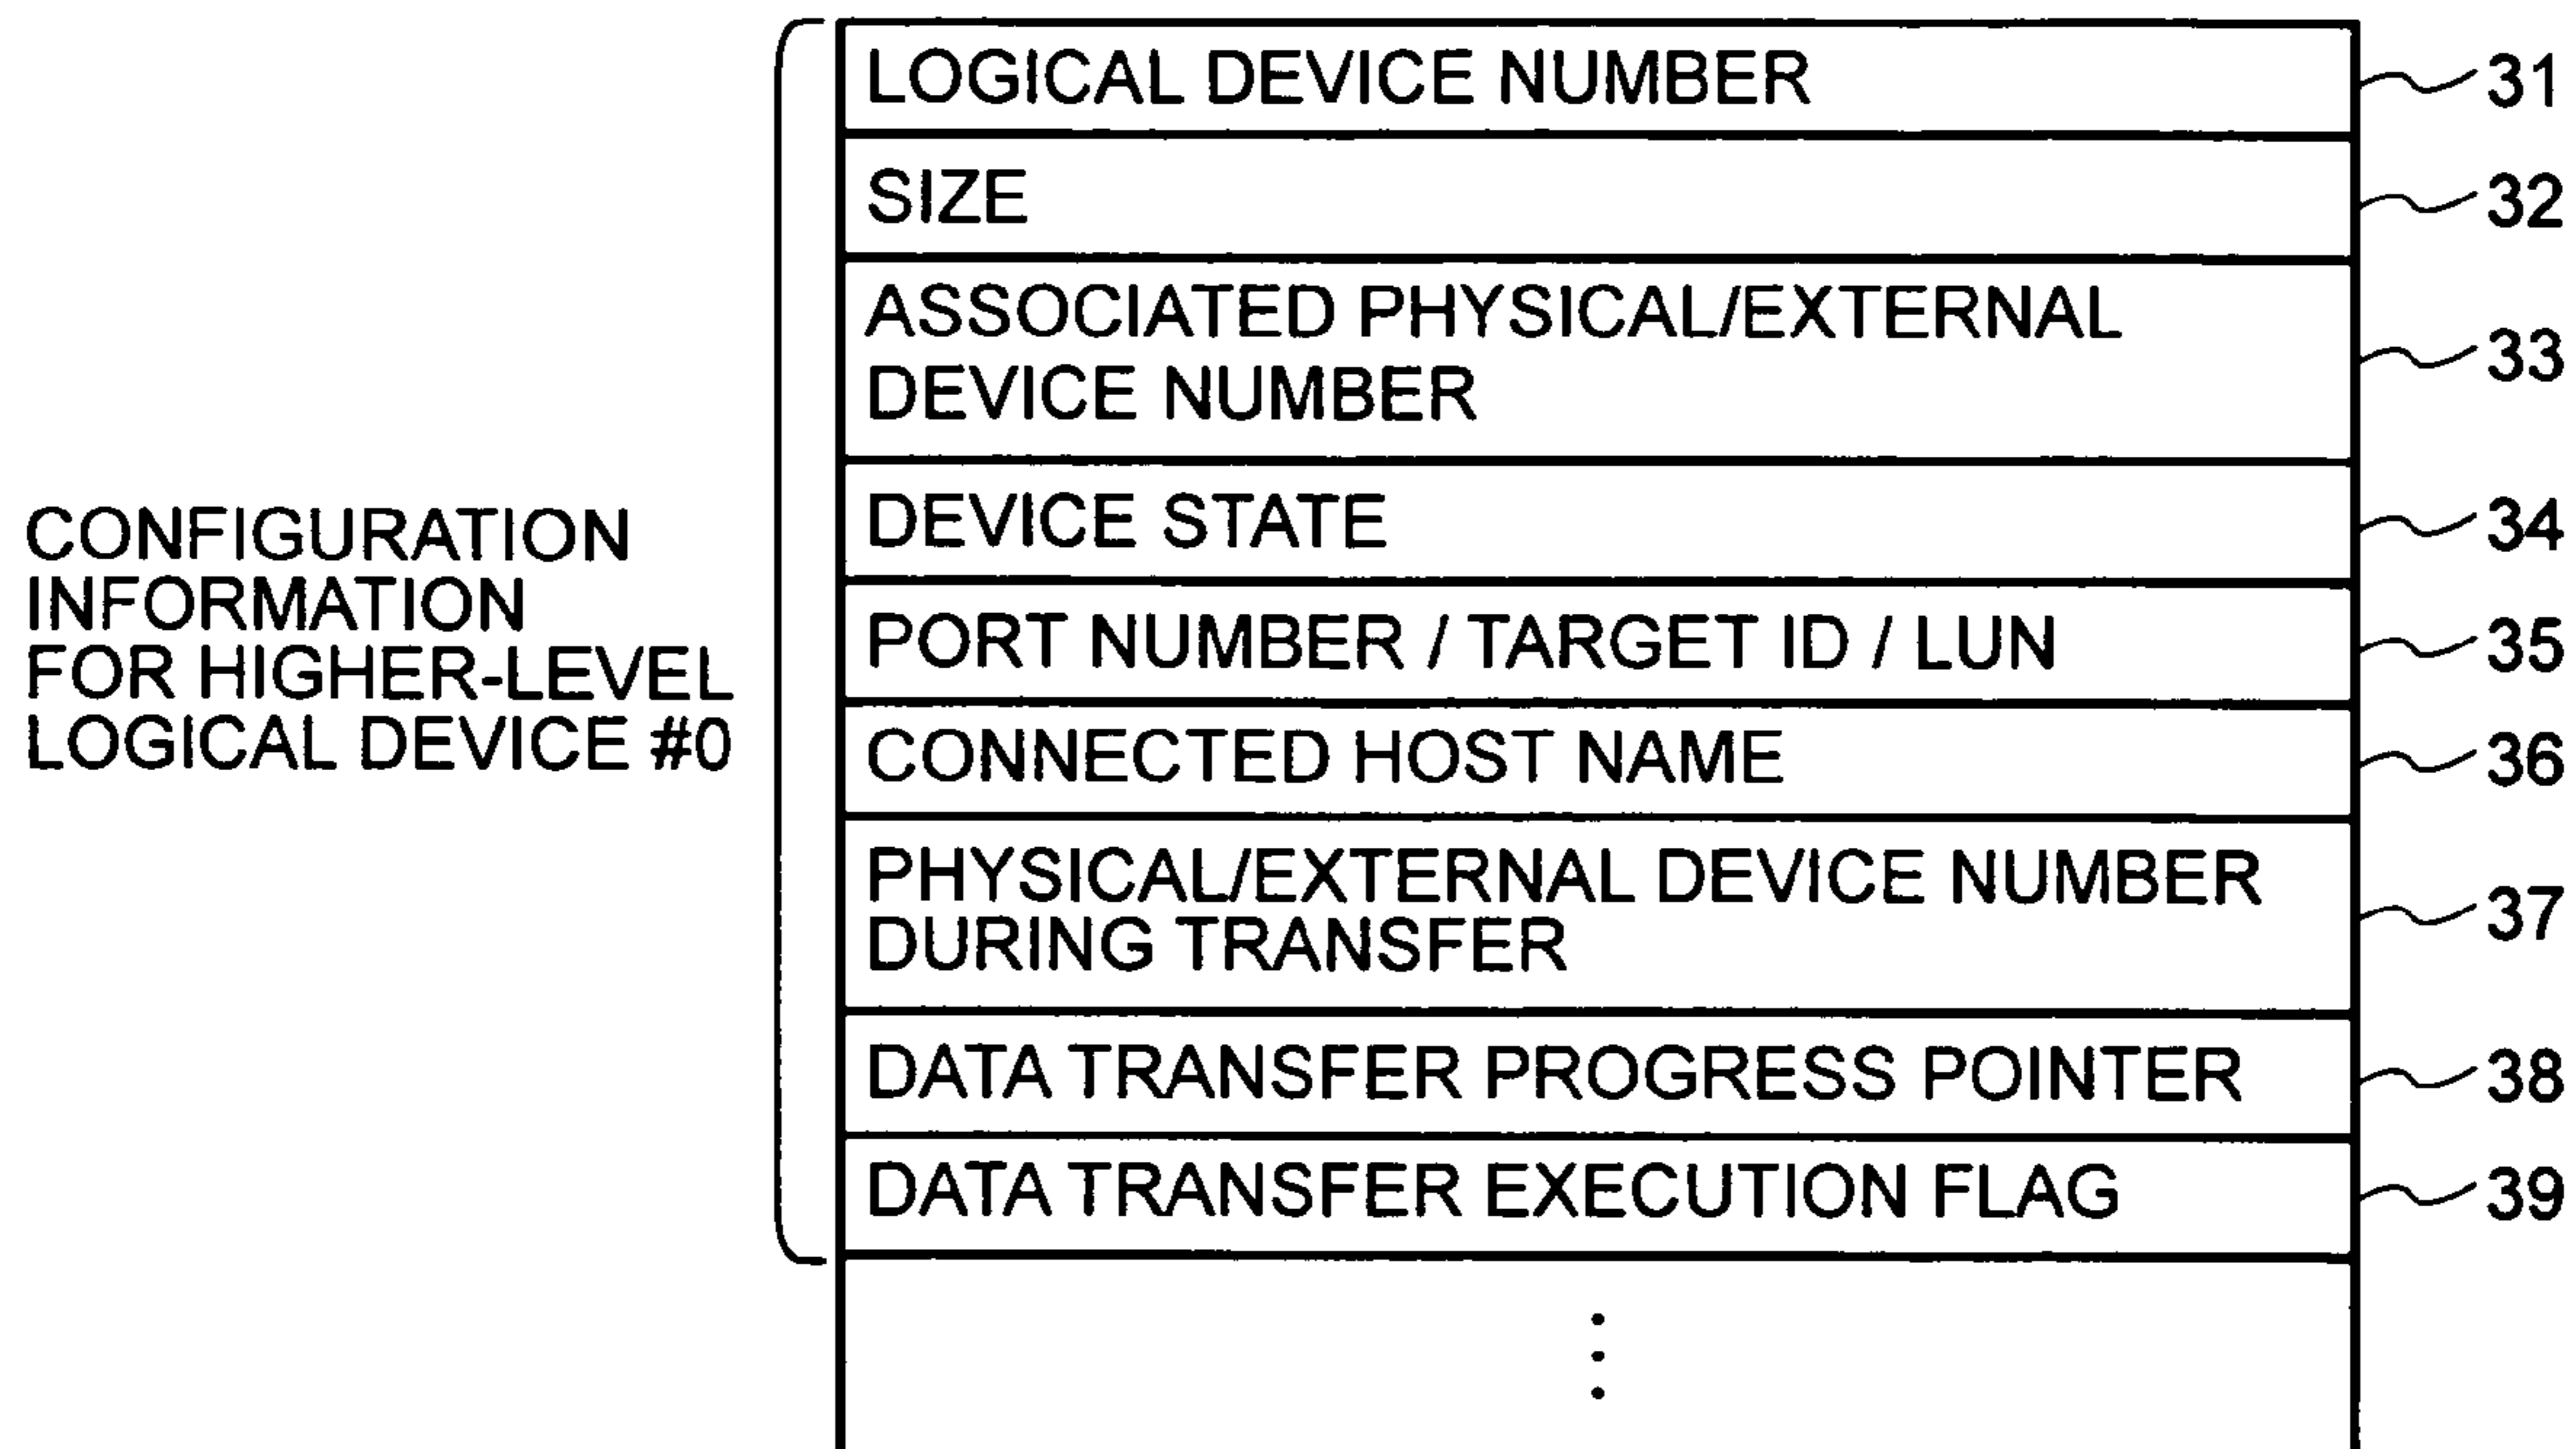 LOGICAL DEVICE NUMBER 31
SIZE 32
ASSOCIATED PHYSICAL/EXTERNAL
DEVICE NUMBER 33
DEVICE STATE 34
PORT NUMBER / TARGET ID / LUN 35
CONNECTED HOST NAME 36
PHYSICAL/EXTERNAL DEVICE NUMBER
DURING TRANSFER 37
DATA TRANSFER PROGRESS POINTER 38
DATA TRANSFER EXECUTION FLAG 39
CONFIGURATION
INFORMATION
FOR HIGHER-LEVEL
LOGICAL DEVICE #0